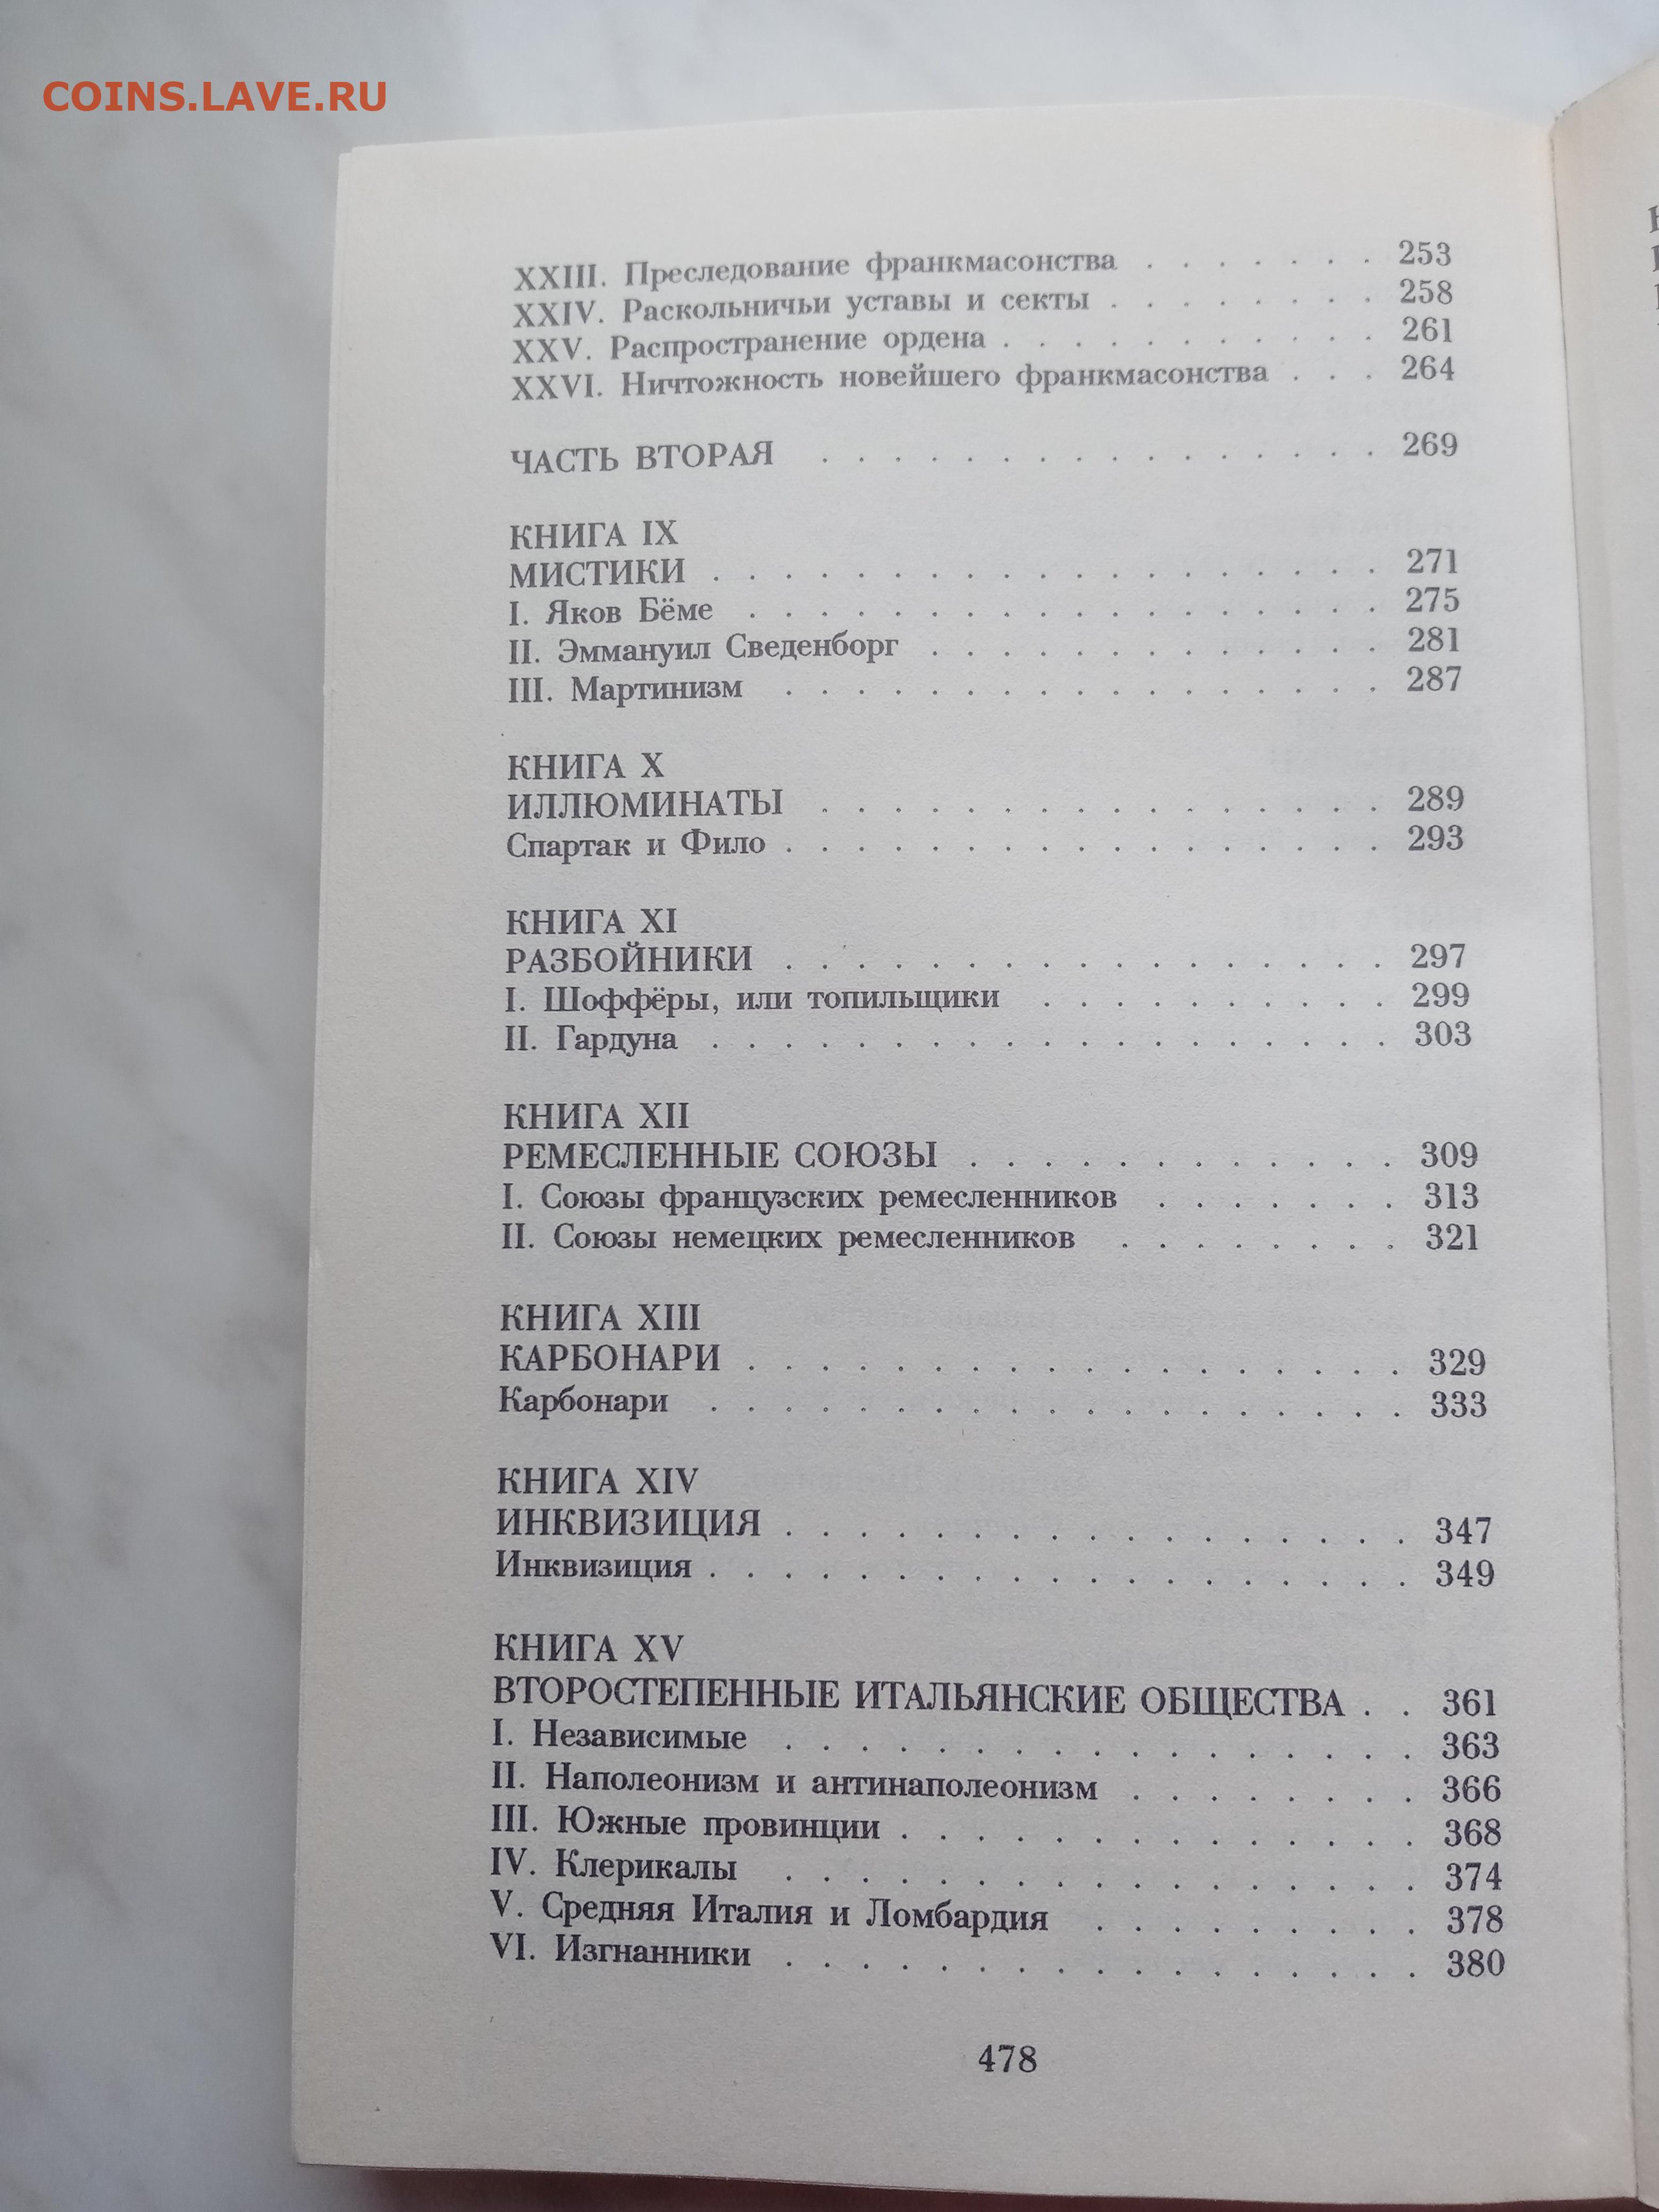 COINS.LAVE.RU
XXIII. Преследование франкмасонства . . . . . . . 253
XXIV. Раскольничьи уставы и секты . . . . . . . . 258
XXV. Распространение ордена . . . . . . . . . . . 261
XXVI. Ничтожность новейшего франкмасонства . . . 264
ЧАСТЬ ВТОРАЯ . . . . . . . . . . . . . . . . 269
КНИГА IX
МИСТИКИ . . . . . . . . . . . . . . . . . . . 271
I. Яков Бёме . . . . . . . . . . . . . . . . . . 275
II. Эммануил Сведенборг . . . . . . . . . . . . . 281
III. Мартинизм . . . . . . . . . . . . . . . . . 287
КНИГА X
ИЛЛЮМИНАТЫ . . . . . . . . . . . . . . . . 289
Спартак и Фило . . . . . . . . . . . . . . . . . 293
КНИГА XI
РАЗБОЙНИКИ . . . . . . . . . . . . . . . . . 297
I. Шоффёры, или топильщики . . . . . . . . . . 299
II. Гардуна . . . . . . . . . . . . . . . . . . . 303
КНИГА XII
РЕМЕСЛЕННЫЕ СОЮЗЫ . . . . . . . . . . . . 309
I. Союзы французских ремесленников . . . . . . . 313
II. Союзы немецких ремесленников . . . . . . . . 321
КНИГА XIII
КАРБОНАРИ . . . . . . . . . . . . . . . . . . 329
Карбонари . . . . . . . . . . . . . . . . . . . 333
КНИГА XIV
ИНКВИЗИЦИЯ . . . . . . . . . . . . . . . . . 347
Инквизиция . . . . . . . . . . . . . . . . . . . 349
КНИГА XV
ВТОРОСТЕПЕННЫЕ ИТАЛЬЯНСКИЕ ОБЩЕСТВА . . 361
I. Независимые . . . . . . . . . . . . . . . . . 363
II. Наполеонизм и антинаполеонизм . . . . . . . . 366
III. Южные провинции . . . . . . . . . . . . . . 368
IV. Клерикалы . . . . . . . . . . . . . . . . . 374
V. Средняя Италия и Ломбардия . . . . . . . . . 378
VI. Изгнанники . . . . . . . . . . . . . . . . . 380
478